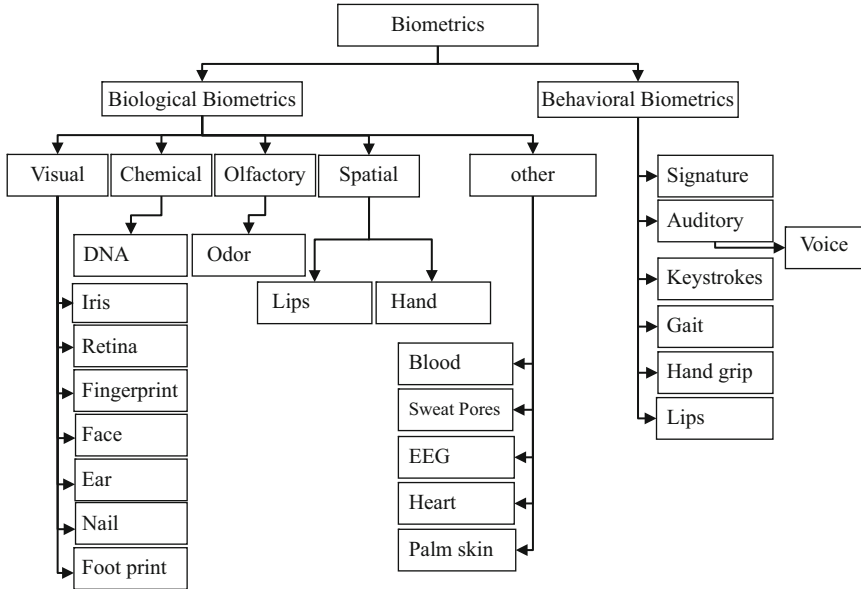 Biometrics
Biological Biometrics
Behavioral Biometrics
Visual
Chemical
Olfactory
Spatial
other
Signature
Auditory
Voice
DNA
Odor
Keystrokes
Iris
Lips
Hand
Gait
Retina
Blood
Hand grip
Fingerprint
Sweat Pores
Lips
Face
EEG
Ear
Heart
Nail
Palm skin
Foot print